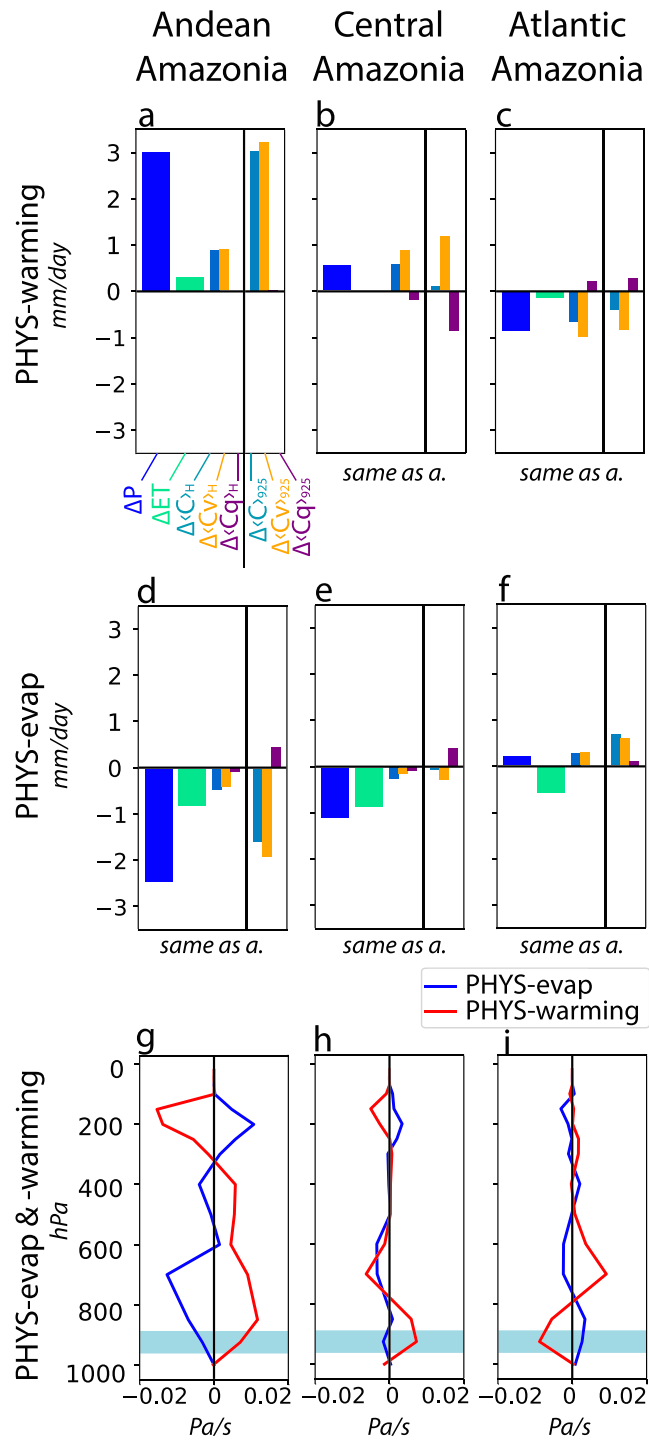 Andean Central Atlantic
Amazonia Amazonia Amazonia
a b c
PHYS-warming
mm/day
3
2
1
0
-1
-2
-3
ΔP
ΔET
Δ‹C›H
Δ‹Cv›H
Δ‹Cq›H
Δ‹C›925
Δ‹Cv›925
Δ‹Cq›925
same as a. same as a.
d e f
PHYS-evap
mm/day
3
2
1
0
−1
−2
−3
same as a. same as a. same as a.
PHYS-evap
PHYS-warming
g h i
PHYS-evap & -warming
hPa
0
200
400
600
800
1000
-0.02 0 0.02 -0.02 0 0.02 -0.02 0 0.02
Pa/s Pa/s Pa/s